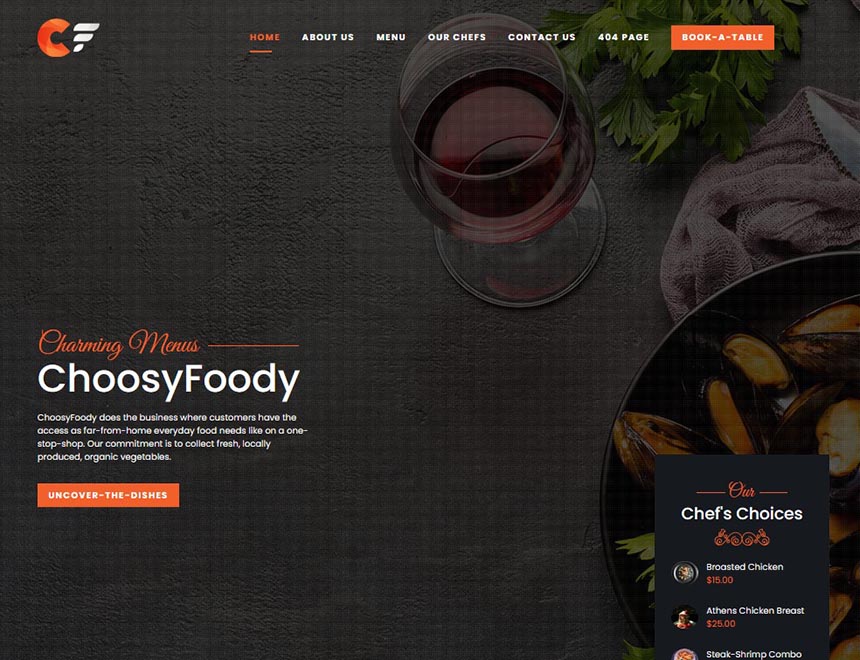 CF
HOME ABOUT US MENU OUR CHEFS CONTACT US 404 PAGE BOOK-A-TABLE
Charming Menus
ChoosyFoody
ChoosyFoody does the business where customers have the
access as far-from-home everyday food needs like on a one-
stop-shop. Our commitment is to collect fresh, locally
produced, organic vegetables.
UNCOVER-THE-DISHES
Our
Chef's Choices
Broasted Chicken
$15.00
Athens Chicken Breast
$25.00
Steak-Shrimp Combo